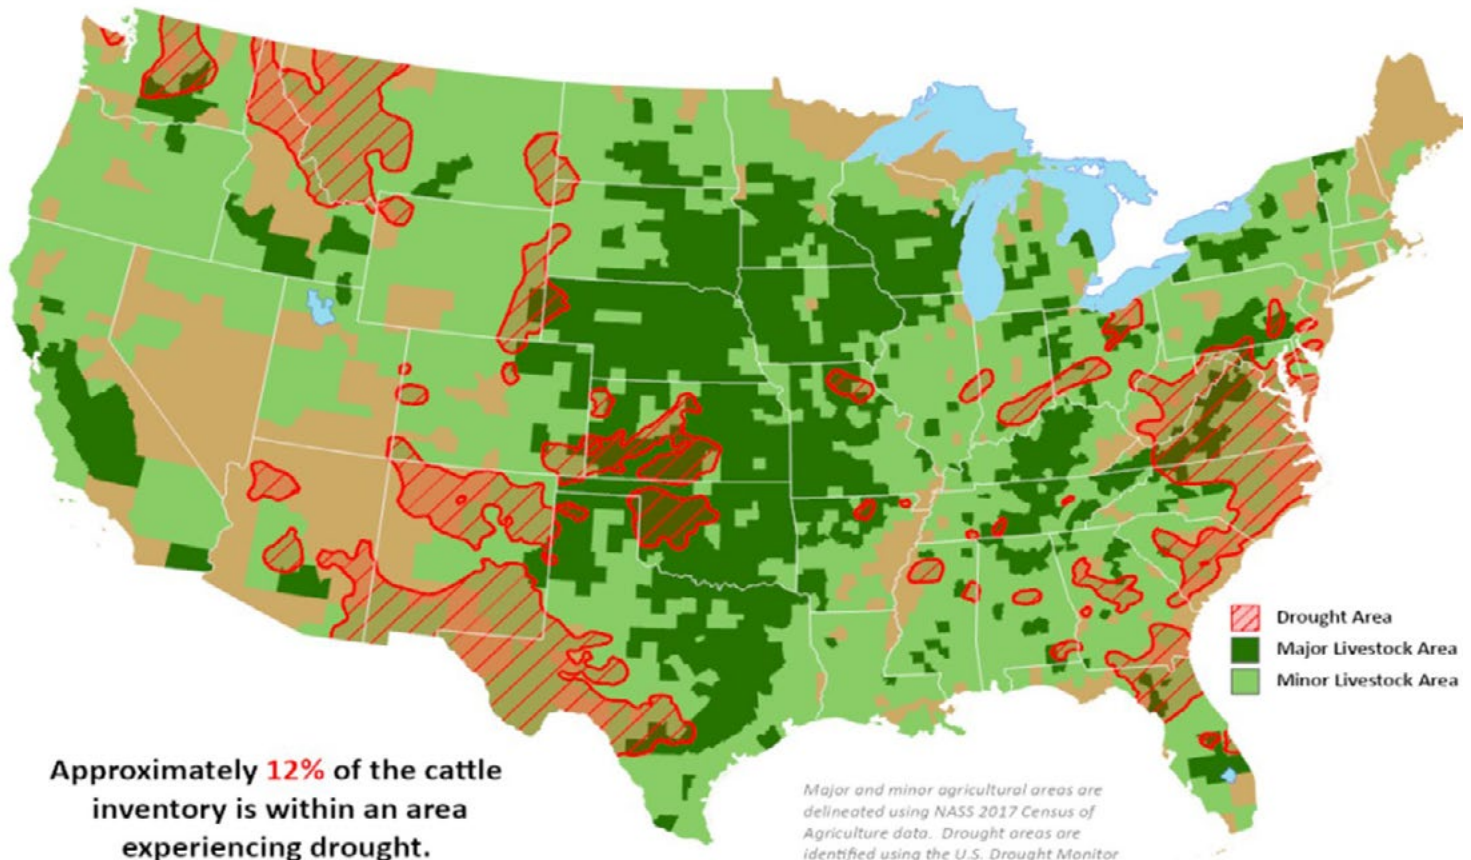 Drought Area
Major Livestock Area
Minor Livestock Area
Approximately 12% of the cattle
inventory is within an area
experiencing drought.
Major and minor agricultural areas are
delineated using NASS 2017 Census of
Agriculture data. Drought areas are
identified using the U.S. Drought Monitor